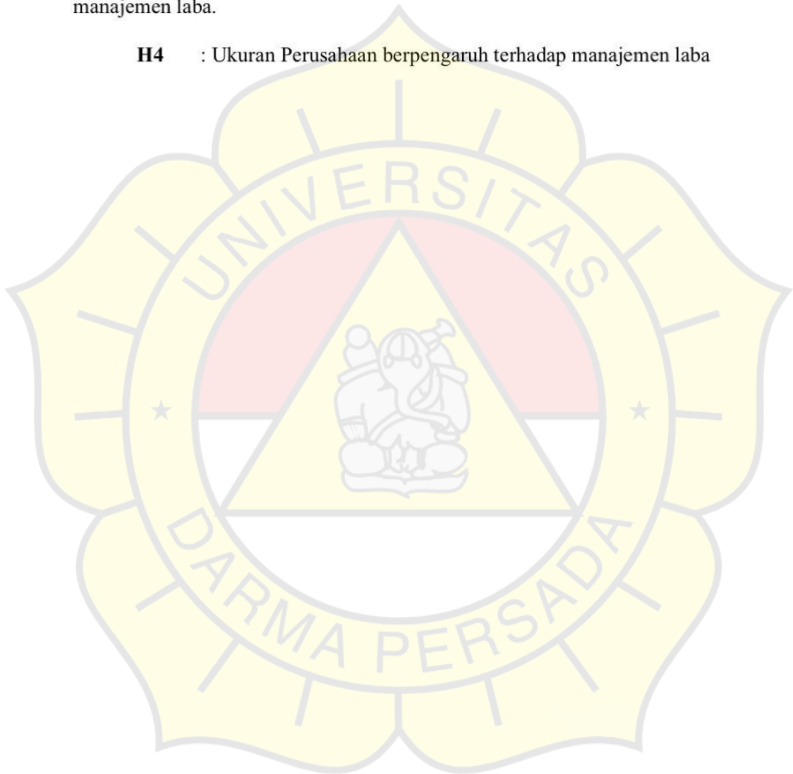 manajemen laba.
H4 : Ukuran Perusahaan berpengaruh terhadap manajemen laba
UNIVERSITAS
DARMA PERSADA